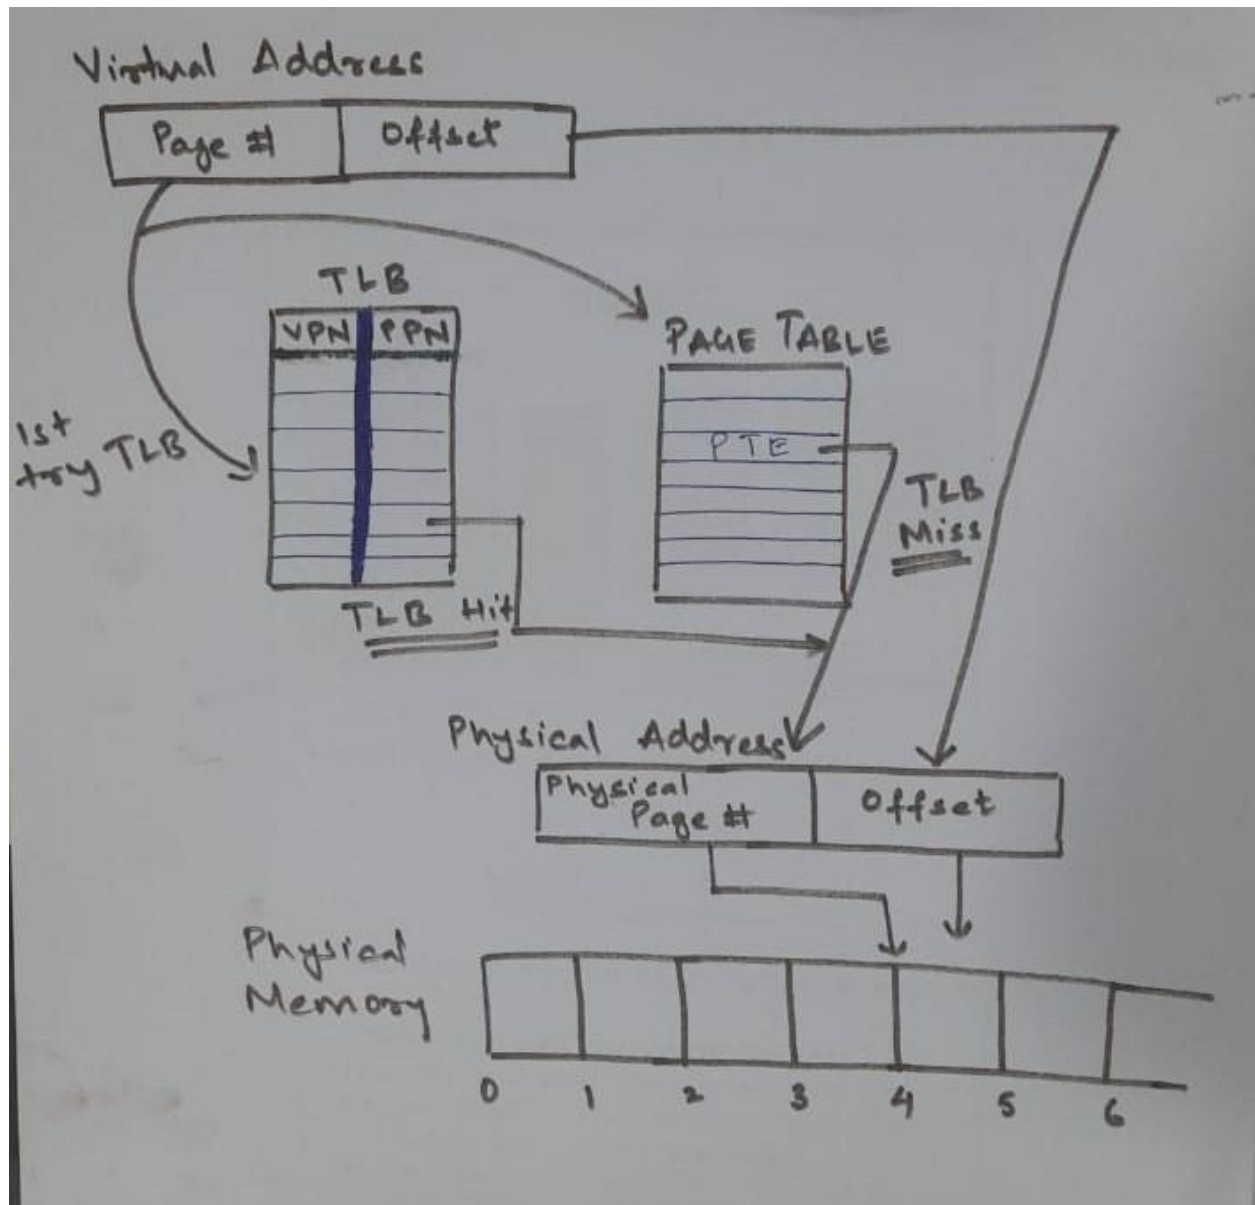 Virtual Address
Page # Offset
TLB
VPN PPN
PAGE TABLE
1st
try TLB
PTE
TLB
Miss
TLB Hit
Physical Address
Physical
Page #
Offset
Physical
Memory
0 1 2 3 4 5 6